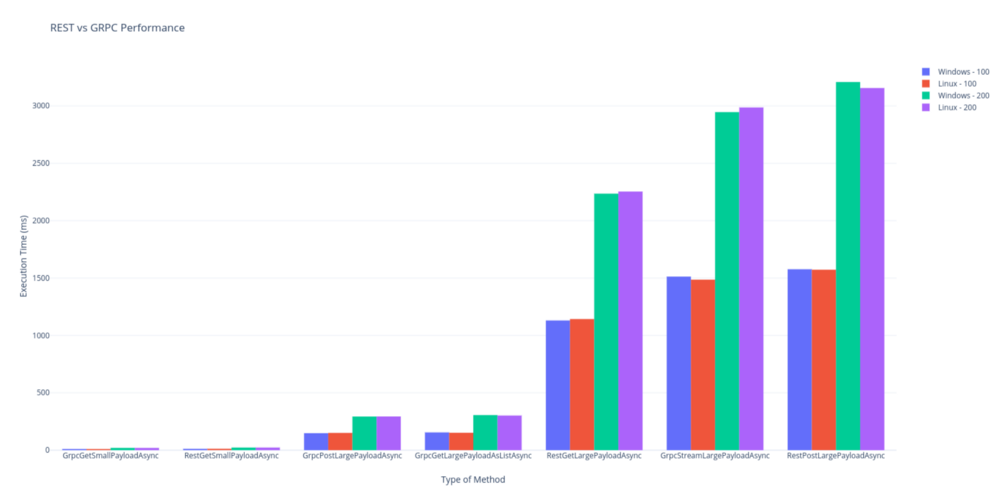 REST vs GRPC Performance
Windows - 100
Linux - 100
Windows - 200
Linux - 200
Execution Time (ms)
3000
2500
2000
1500
1000
500
0
GrpcGetSmallPayloadAsync
RestGetSmallPayloadAsync
GrpcPostLargePayloadAsync
GrpcGetLargePayloadAsListAsync
RestGetLargePayloadAsync
GrpcStreamLargePayloadAsync
RestPostLargePayloadAsync
Type of Method